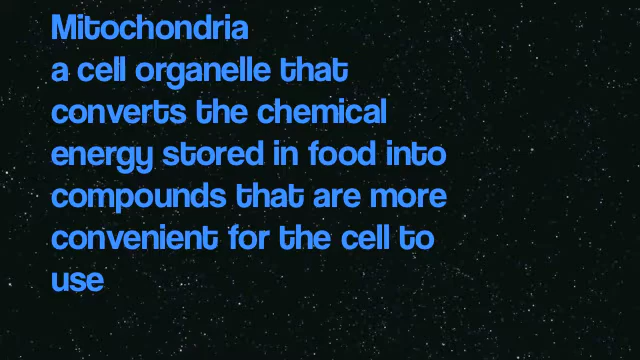 Mitochondria
a cell organelle that
converts the chemical
energy stored in food into
compounds that are more
convenient for the cell to
use